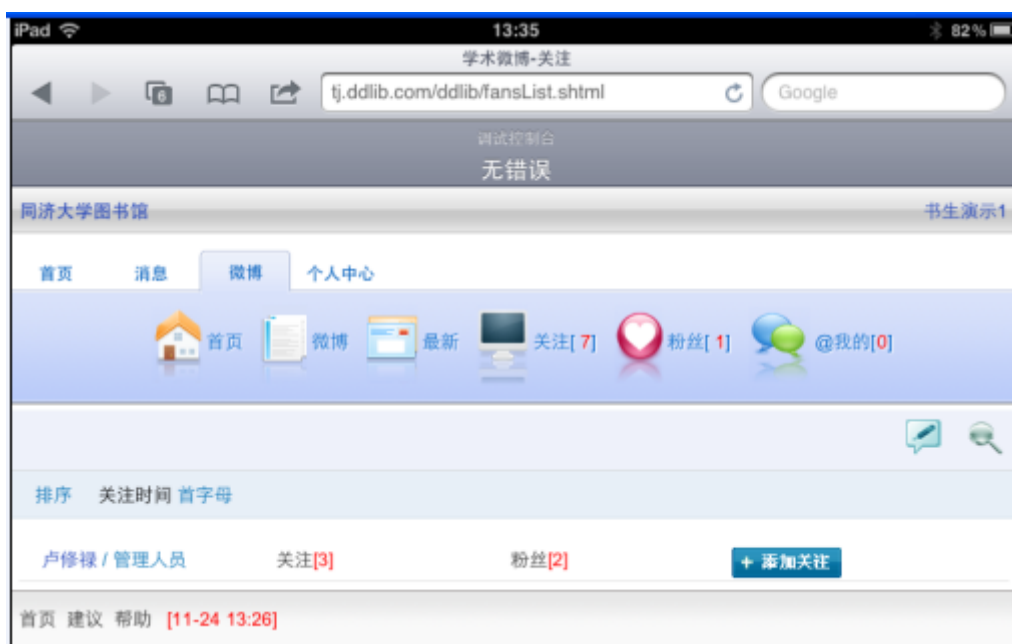 iPad 13:35 82%
学术微博-关注
6 tj.ddlib.com/ddlib/fansList.shtml Google
调试控制台
无错误
同济大学图书馆 书生演示1
首页 消息 微博 个人中心
首页 微博 最新 关注[ 7] 粉丝[ 1] @我的[0]
排序 关注时间 首字母
卢修禄 / 管理人员 关注[3] 粉丝[2] + 添加关注
首页 建议 帮助 [11-24 13:26]